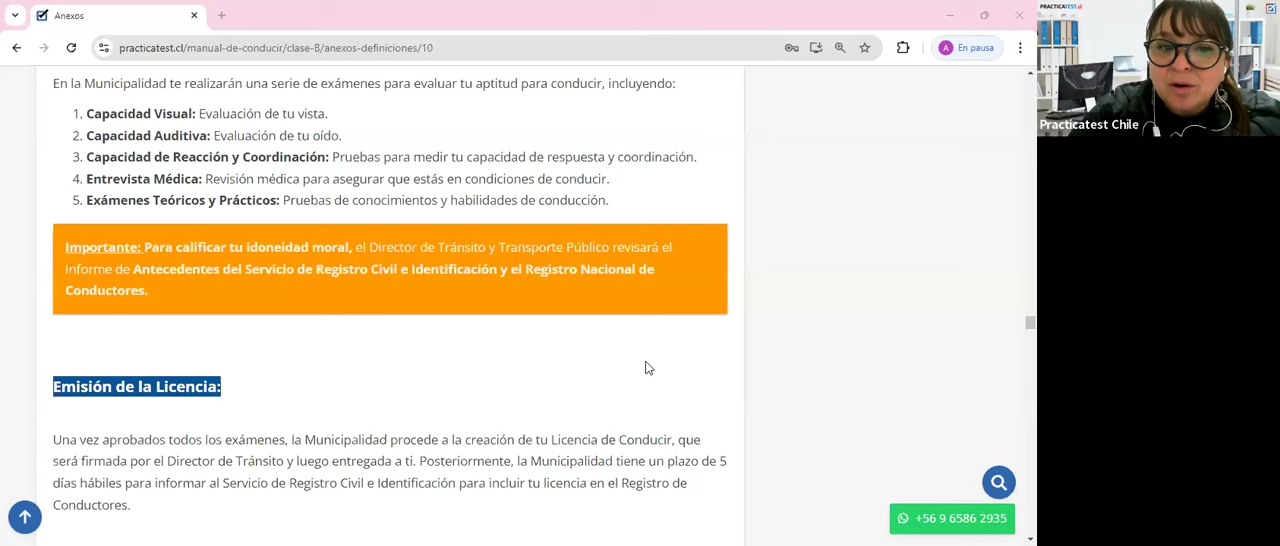 Anexos
practicatest.cl/manual-de-conducir/clase-B/anexos-definiciones/10
A
En pausa
PRACTICATEST.cl
Practicatest Chile
En la Municipalidad te realizarán una serie de exámenes para evaluar tu aptitud para conducir, incluyendo:
1. Capacidad Visual: Evaluación de tu vista.
2. Capacidad Auditiva: Evaluación de tu oído.
3. Capacidad de Reacción y Coordinación: Pruebas para medir tu capacidad de respuesta y coordinación.
4. Entrevista Médica: Revisión médica para asegurar que estás en condiciones de conducir.
5. Exámenes Teóricos y Prácticos: Pruebas de conocimientos y habilidades de conducción.
Importante: Para calificar tu idoneidad moral, el Director de Tránsito y Transporte Público revisará el
Informe de Antecedentes del Servicio de Registro Civil e Identificación y el Registro Nacional de
Conductores.
Emisión de la Licencia:
Una vez aprobados todos los exámenes, la Municipalidad procede a la creación de tu Licencia de Conducir, que
será firmada por el Director de Tránsito y luego entregada a ti. Posteriormente, la Municipalidad tiene un plazo de 5
días hábiles para informar al Servicio de Registro Civil e Identificación para incluir tu licencia en el Registro de
Conductores.
+56 9 6586 2935